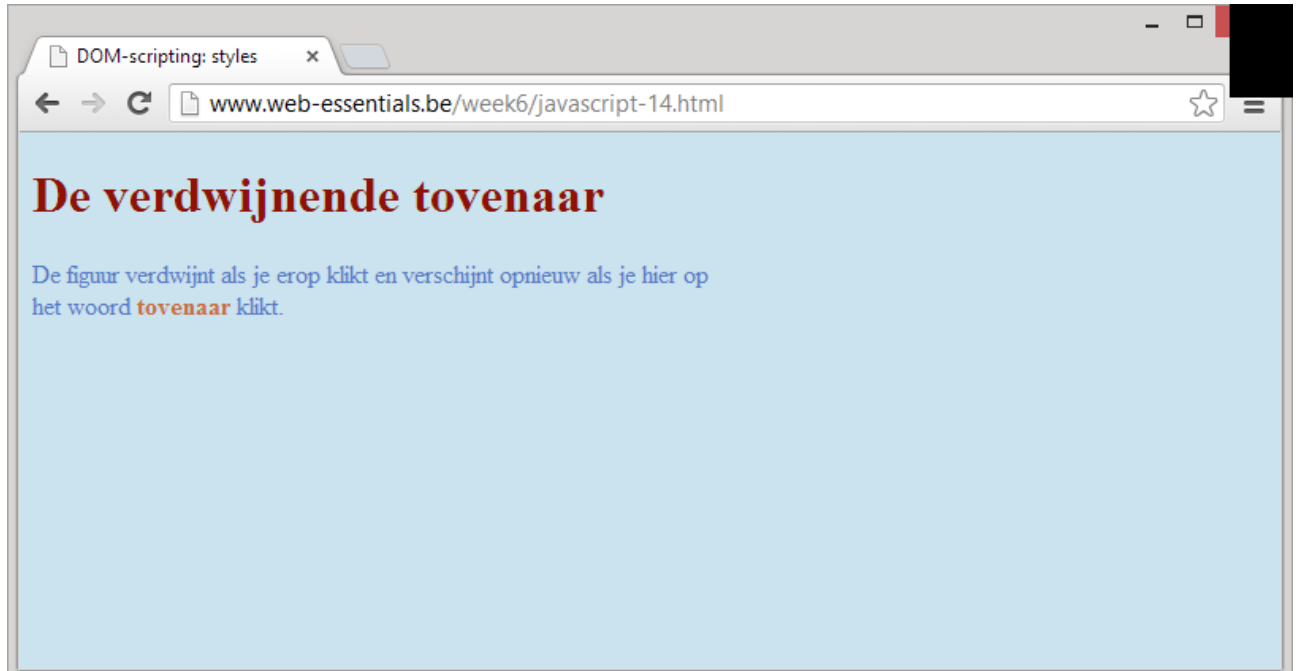 DOM-scripting: styles
www.web-essentials.be/week6/javascript-14.html
De verdwijnende tovenaar
De figuur verdwijnt als je erop klikt en verschijnt opnieuw als je hier op
het woord tovenaar klikt.